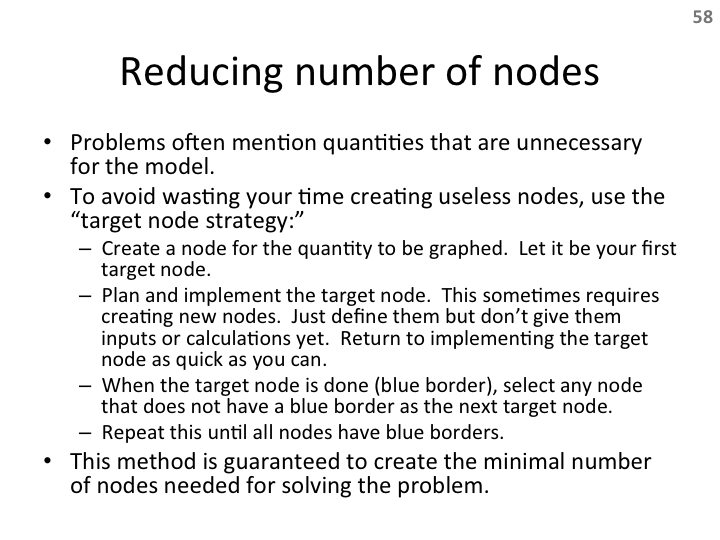 58
Reducing number of nodes
• Problems often mention quantities that are unnecessary
for the model.
• To avoid wasting your time creating useless nodes, use the
“target node strategy:”
– Create a node for the quantity to be graphed.  Let it be your first
target node.
– Plan and implement the target node.  This sometimes requires
creating new nodes.  Just define them but don’t give them
inputs or calculations yet.  Return to implementing the target
node as quick as you can.
– When the target node is done (blue border), select any node
that does not have a blue border as the next target node.
– Repeat this until all nodes have blue borders.
• This method is guaranteed to create the minimal number
of nodes needed for solving the problem.